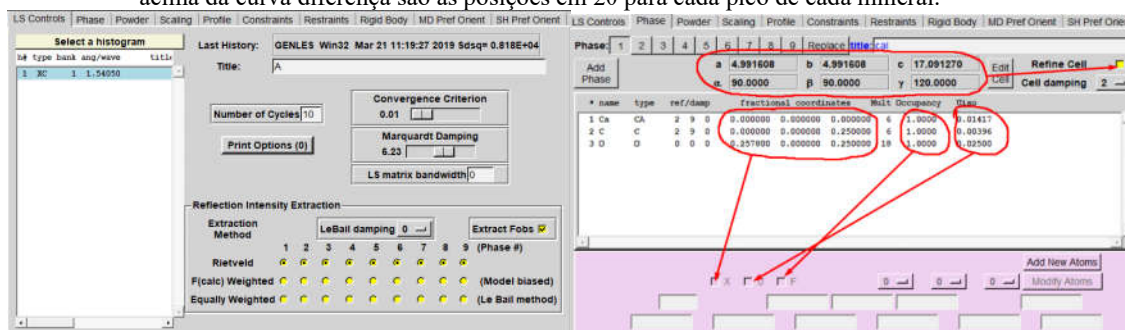 acima da curva diferença são as posições em 2θ para cada pico de cada mineral.
LS Controls Phase Powder Scaling Profile Constraints Restraints Rigid Body MD Pref Orient SH Pref Orient
Select a histogram
h# type bank ang/wave title
1 XC 1 1.54050
Last History: GENLES Win32 Mar 21 11:19:27 2019 Sdsq= 0.818E+04
Title: A
Number of Cycles 10
Print Options (0)
Convergence Criterion
0.01
Marquardt Damping
6.23
LS matrix bandwidth 0
Reflection Intensity Extraction
Extraction Method
LeBail damping 0
Extract Fobs
1 2 3 4 5 6 7 8 9 (Phase #)
Rietveld
F(calc) Weighted (Model biased)
Equally Weighted (Le Bail method)
LS Controls Phase Powder Scaling Profile Constraints Restraints Rigid Body MD Pref Orient SH Pref Orie
Phase: 1 2 3 4 5 6 7 8 9 Replace title: cal
Add Phase
a 4.991608 b 4.991608 c 17.091270
α 90.0000 β 90.0000 γ 120.0000
Edit Cell
Refine Cell
Cell damping 2
* name type ref/damp fractional coordinates Mult Occupancy Uiso
1 Ca CA 2 9 0 0.000000 0.000000 0.000000 6 1.0000 0.01417
2 C C 2 9 0 0.000000 0.000000 0.250000 6 1.0000 0.00396
3 O O 0 0 0 0.257800 0.000000 0.250000 18 1.0000 0.02500
Add New Atoms
X U F 0 0 0 Modify Atoms